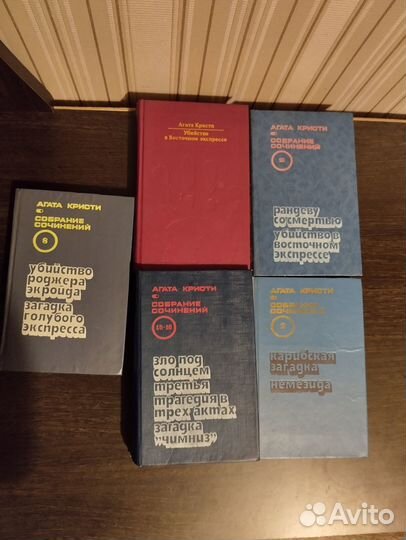 Агата Кристи
Убийство
в Восточном экспрессе
АГАТА КРИСТИ
СОБРАНИЕ
СОЧИНЕНИЙ
рандеву
со смертью
убийство в
восточном
экспрессе
АГАТА КРИСТИ
СОБРАНИЕ
СОЧИНЕНИЙ
6
убийство
роджера
экройда
загадка
голубого
экспресса
АГАТА КРИСТИ
СОБРАНИЕ
СОЧИНЕНИЙ
зло под
солнцем
третья
трагедия в
трех актах
загадка
"чимниз"
АГАТА КРИСТИ
СОБРАНИЕ
СОЧИНЕНИЙ
карибская
загадка
немезида
Avito